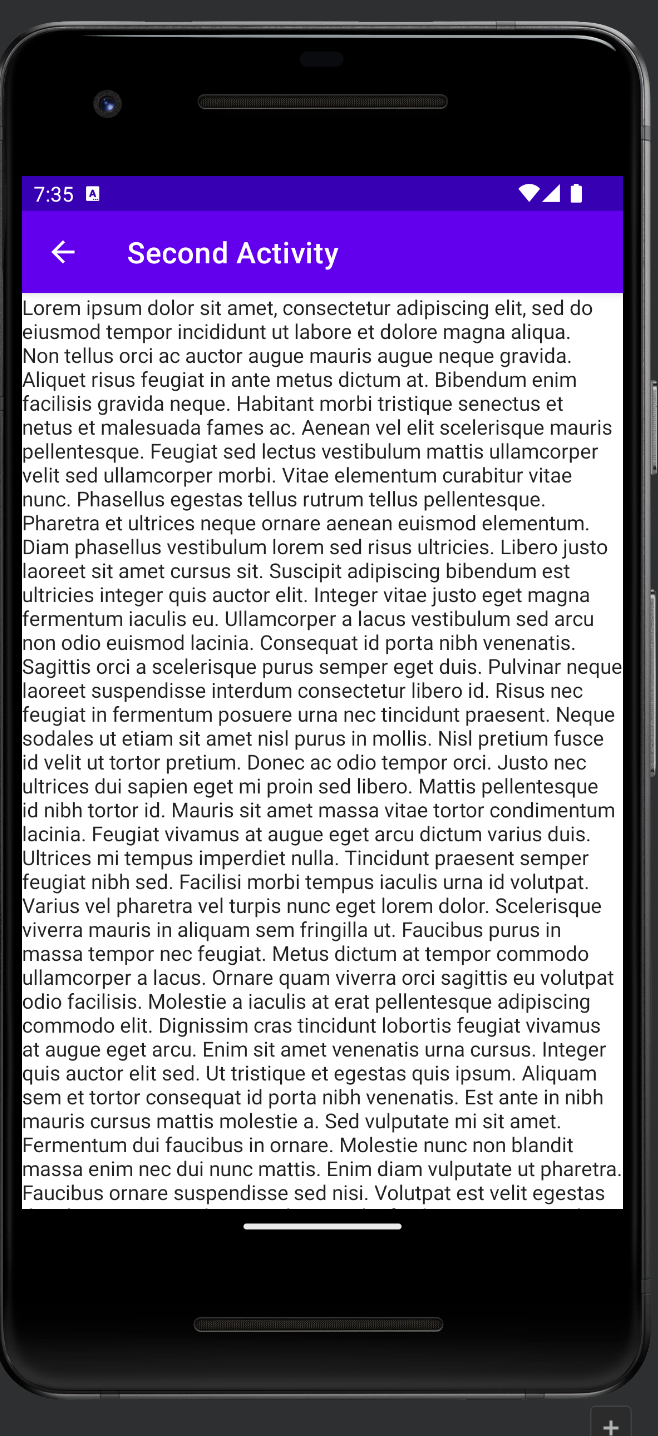 7:35
Second Activity
Lorem ipsum dolor sit amet, consectetur adipiscing elit, sed do
eiusmod tempor incididunt ut labore et dolore magna aliqua.
Non tellus orci ac auctor augue mauris augue neque gravida.
Aliquet risus feugiat in ante metus dictum at. Bibendum enim
facilisis gravida neque. Habitant morbi tristique senectus et
netus et malesuada fames ac. Aenean vel elit scelerisque mauris
pellentesque. Feugiat sed lectus vestibulum mattis ullamcorper
velit sed ullamcorper morbi. Vitae elementum curabitur vitae
nunc. Phasellus egestas tellus rutrum tellus pellentesque.
Pharetra et ultrices neque ornare aenean euismod elementum.
Diam phasellus vestibulum lorem sed risus ultricies. Libero justo
laoreet sit amet cursus sit. Suscipit adipiscing bibendum est
ultricies integer quis auctor elit. Integer vitae justo eget magna
fermentum iaculis eu. Ullamcorper a lacus vestibulum sed arcu
non odio euismod lacinia. Consequat id porta nibh venenatis.
Sagittis orci a scelerisque purus semper eget duis. Pulvinar neque
laoreet suspendisse interdum consectetur libero id. Risus nec
feugiat in fermentum posuere urna nec tincidunt praesent. Neque
sodales ut etiam sit amet nisl purus in mollis. Nisl pretium fusce
id velit ut tortor pretium. Donec ac odio tempor orci. Justo nec
ultrices dui sapien eget mi proin sed libero. Mattis pellentesque
id nibh tortor id. Mauris sit amet massa vitae tortor condimentum
lacinia. Feugiat vivamus at augue eget arcu dictum varius duis.
Ultrices mi tempus imperdiet nulla. Tincidunt praesent semper
feugiat nibh sed. Facilisi morbi tempus iaculis urna id volutpat.
Varius vel pharetra vel turpis nunc eget lorem dolor. Scelerisque
viverra mauris in aliquam sem fringilla ut. Faucibus purus in
massa tempor nec feugiat. Metus dictum at tempor commodo
ullamcorper a lacus. Ornare quam viverra orci sagittis eu volutpat
odio facilisis. Molestie a iaculis at erat pellentesque adipiscing
commodo elit. Dignissim cras tincidunt lobortis feugiat vivamus
at augue eget arcu. Enim sit amet venenatis urna cursus. Integer
quis auctor elit sed. Ut tristique et egestas quis ipsum. Aliquam
sem et tortor consequat id porta nibh venenatis. Est ante in nibh
mauris cursus mattis molestie a. Sed vulputate mi sit amet.
Fermentum dui faucibus in ornare. Molestie nunc non blandit
massa enim nec dui nunc mattis. Enim diam vulputate ut pharetra.
Faucibus ornare suspendisse sed nisi. Volutpat est velit egestas